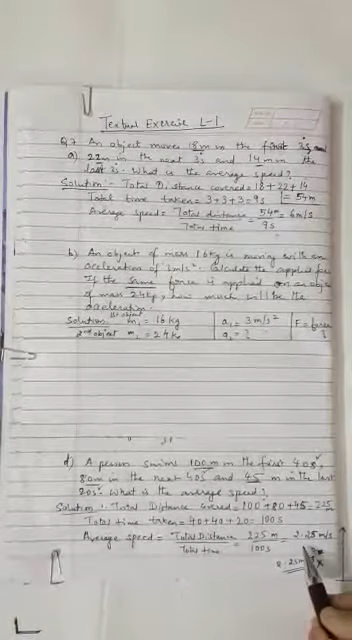 Textual Exercise L-1
Q.7 An object moves 18m in the first 3s, and
a) 22m in the next 3s and 14m in the
last 3s. What is the average speed?
Solution:- Total Distance covered = 18+22+14
= 54m
Total time taken = 3+3+3 = 9s
Average speed = Total distance / Total time = 54m / 9s = 6m/s
b) An object of mass 16kg is moving with an
acceleration of 3m/s². Calculate the applied force
If the same force is applied on an object
of mass 24kg, how much will be the
acceleration.
Solution:- 1st object m₁ = 16kg | a₁ = 3m/s² | F = force
2nd object m₂ = 24k | a₂ = ? | ?
d) A person swims 100m in the first 40s,
80m in the next 40s and 45 m in the last
20s. What is the average speed?
Solution:- Total Distance Covered = 100+80+45 = 225
Total time taken = 40+40+20 = 100s
Average speed = Total Distance / Total time = 225m / 100s = 2.25m/s